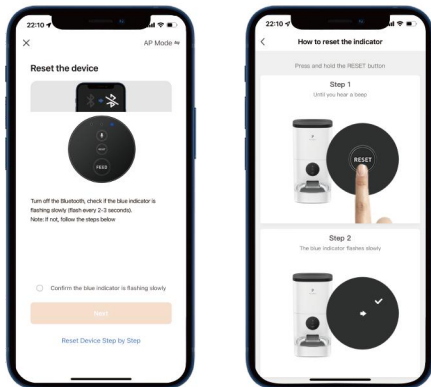 22:10
AP Mode
Reset the device
RESET
FEED
Turn off the Bluetooth, check if the blue indicator is
flashing slowly (flash every 2-3 seconds).
Note: If not, follow the steps below
Confirm the blue indicator is flashing slowly
Next
Reset Device Step by Step
22:10
How to reset the indicator
Press and hold the RESET button
Step 1
Until you hear a beep
RESET
Step 2
The blue indicator flashes slowly